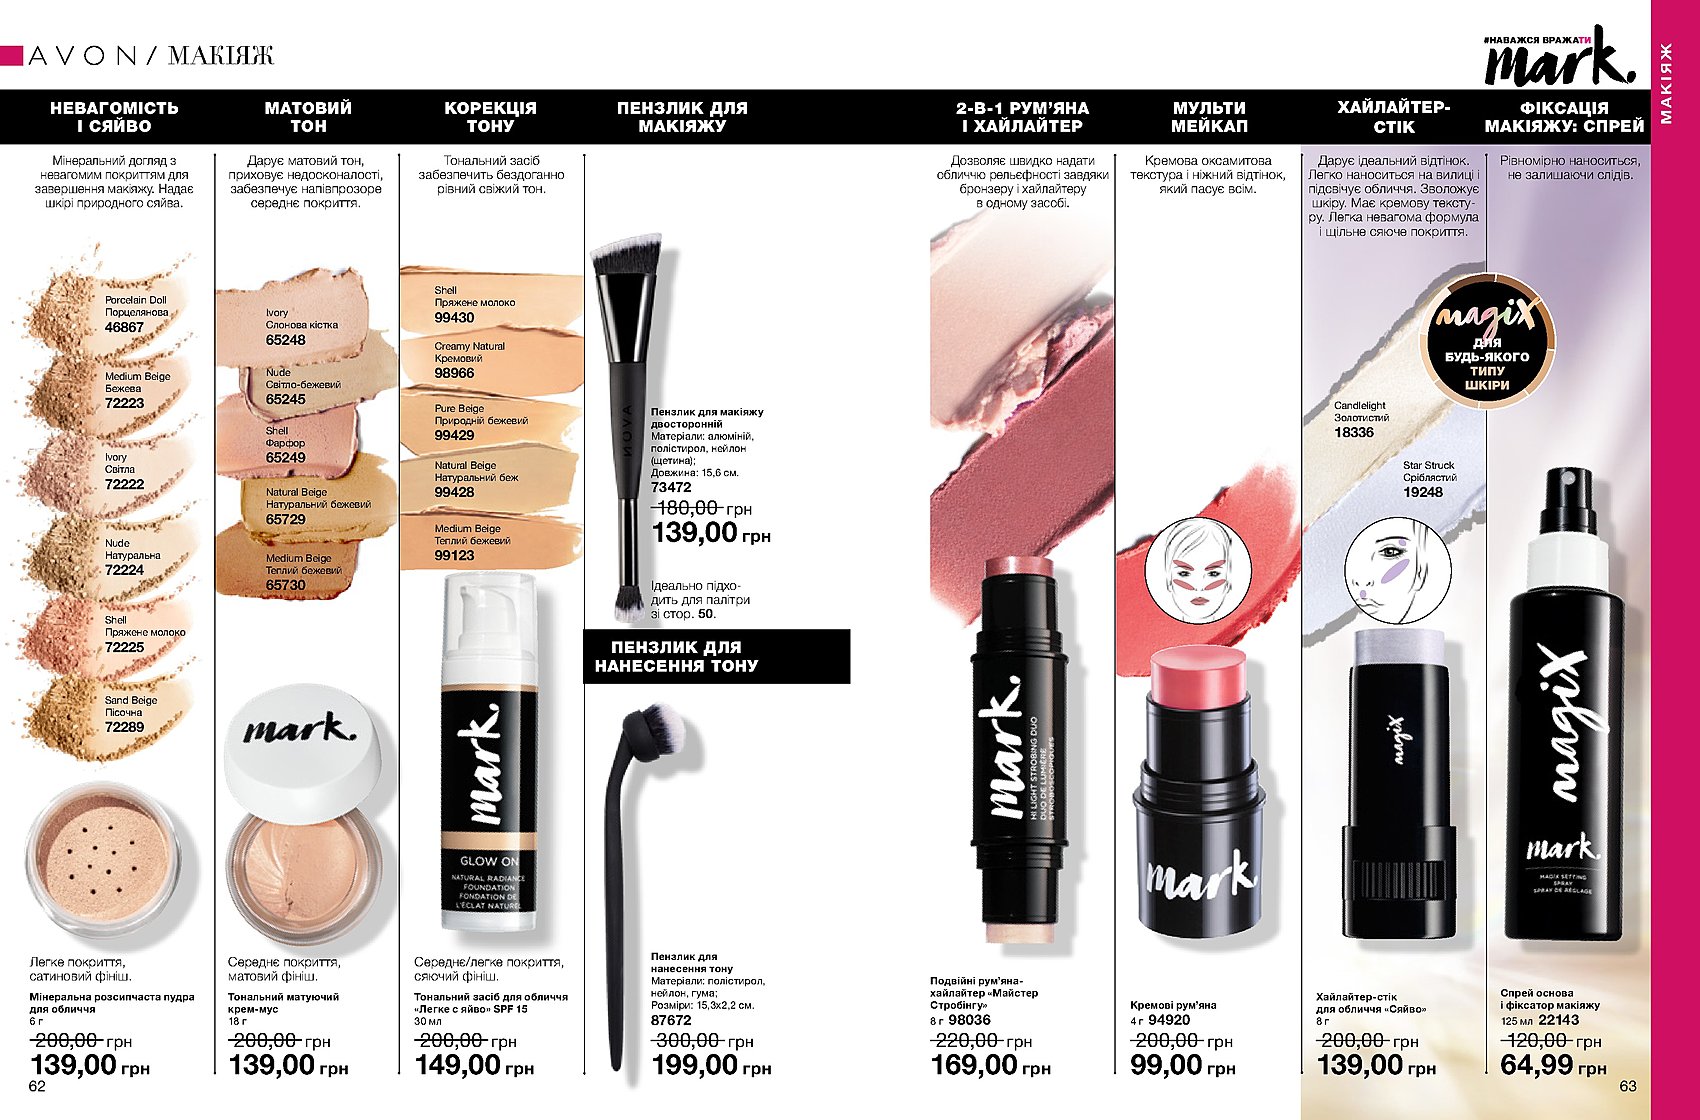 AVON / МАКІЯЖ
#НАВАЖСЯ ВРАЖАТИ
mark.
МАКІЯЖ
НЕВАГОМІСТЬ
І СЯЙВО
Мінеральний догляд з
невагомим покриттям для
завершення макіяжу. Надає
шкірі природного сяйва.
Porcelain Doll
Порцелянова
46867
Medium Beige
Бежева
72223
Ivory
Світла
72222
Nude
Натуральна
72224
Shell
Пряжене молоко
72225
Sand Beige
Пісочна
72289
Легке покриття,
сатиновий фініш.
Мінеральна розсипчаста пудра
для обличчя
6 г
200,00 грн
139,00 грн
62
МАТОВИЙ
ТОН
Дарує матовий тон,
приховує недосконалості,
забезпечує напівпрозоре
середнє покриття.
Ivory
Слонова кістка
65248
Nude
Світло-бежевий
65245
Shell
Фарфор
65249
Natural Beige
Натуральний бежевий
65729
Medium Beige
Теплий бежевий
65730
mark.
Середнє покриття,
матовий фініш.
Тональний матуючий
крем-мус
18 г
200,00 грн
139,00 грн
КОРЕКЦІЯ
ТОНУ
Тональний засіб
забезпечить бездоганно
рівний свіжий тон.
Shell
Пряжене молоко
99430
Creamy Natural
Кремовий
98966
Pure Beige
Природній бежевий
99429
Natural Beige
Натуральний беж
99428
Medium Beige
Теплий бежевий
99123
mark.
GLOW ON
NATURAL RADIANCE
FOUNDATION
FONDATION DE
L'ÉCLAT NATUREL
Середнє/легке покриття,
сяючий фініш.
Тональний засіб для обличчя
«Легке с яйво» SPF 15
30 мл
200,00 грн
149,00 грн
ПЕНЗЛИК ДЛЯ
МАКІЯЖУ
AVON
Пензлик для макіяжу
двосторонній
Матеріали: алюміній,
полістирол, нейлон
(щетина);
Довжина: 15,6 см.
73472
180,00 грн
139,00 грн
Ідеально підхо-
дить для палітри
зі стор. 50.
ПЕНЗЛИК ДЛЯ
НАНЕСЕННЯ ТОНУ
Пензлик для
нанесення тону
Матеріали: полістирол,
нейлон, гума;
Розміри: 15,3x2,2 см.
87672
300,00 грн
199,00 грн
2-В-1 РУМ'ЯНА
І ХАЙЛАЙТЕР
Дозволяє швидко надати
обличчю рельєфності завдяки
бронзеру і хайлайтеру
в одному засобі.
mark.
HI LIGHT STROBING DUO
DUO DE LUMIÈRE
STROBOSCOPIQUES
Подвійні рум'яна-
хайлайтер «Майстер
Стробінгу»
8 г 98036
220,00 грн
169,00 грн
МУЛЬТИ
МЕЙКАП
Кремова оксамитова
текстура і ніжний відтінок,
який пасує всім.
mark.
Кремові рум'яна
4 г 94920
200,00 грн
99,00 грн
ХАЙЛАЙТЕР-
СТІК
Дарує ідеальний відтінок.
Легко наноситься на вилиці і
підсвічує обличчя. Зволожує
шкіру. Має кремову тексту-
ру. Легка невагома формула
і щільне сяюче покриття.
Candlelight
Золотистий
18336
Star Struck
Сріблястий
19248
magiX
Хайлайтер-стік
для обличчя «Сяйво»
8 г
200,00 грн
139,00 грн
ФІКСАЦІЯ
МАКІЯЖУ: СПРЕЙ
Рівномірно наноситься,
не залишаючи слідів.
magiX
ДЛЯ
БУДЬ-ЯКОГО
ТИПУ
ШКІРИ
magiX
mark.
MAGIX SETTING
SPRAY
SPRAY DE RÉGLAGE
Спрей основа
і фіксатор макіяжу
125 мл 22143
120,00 грн
64,99 грн
63